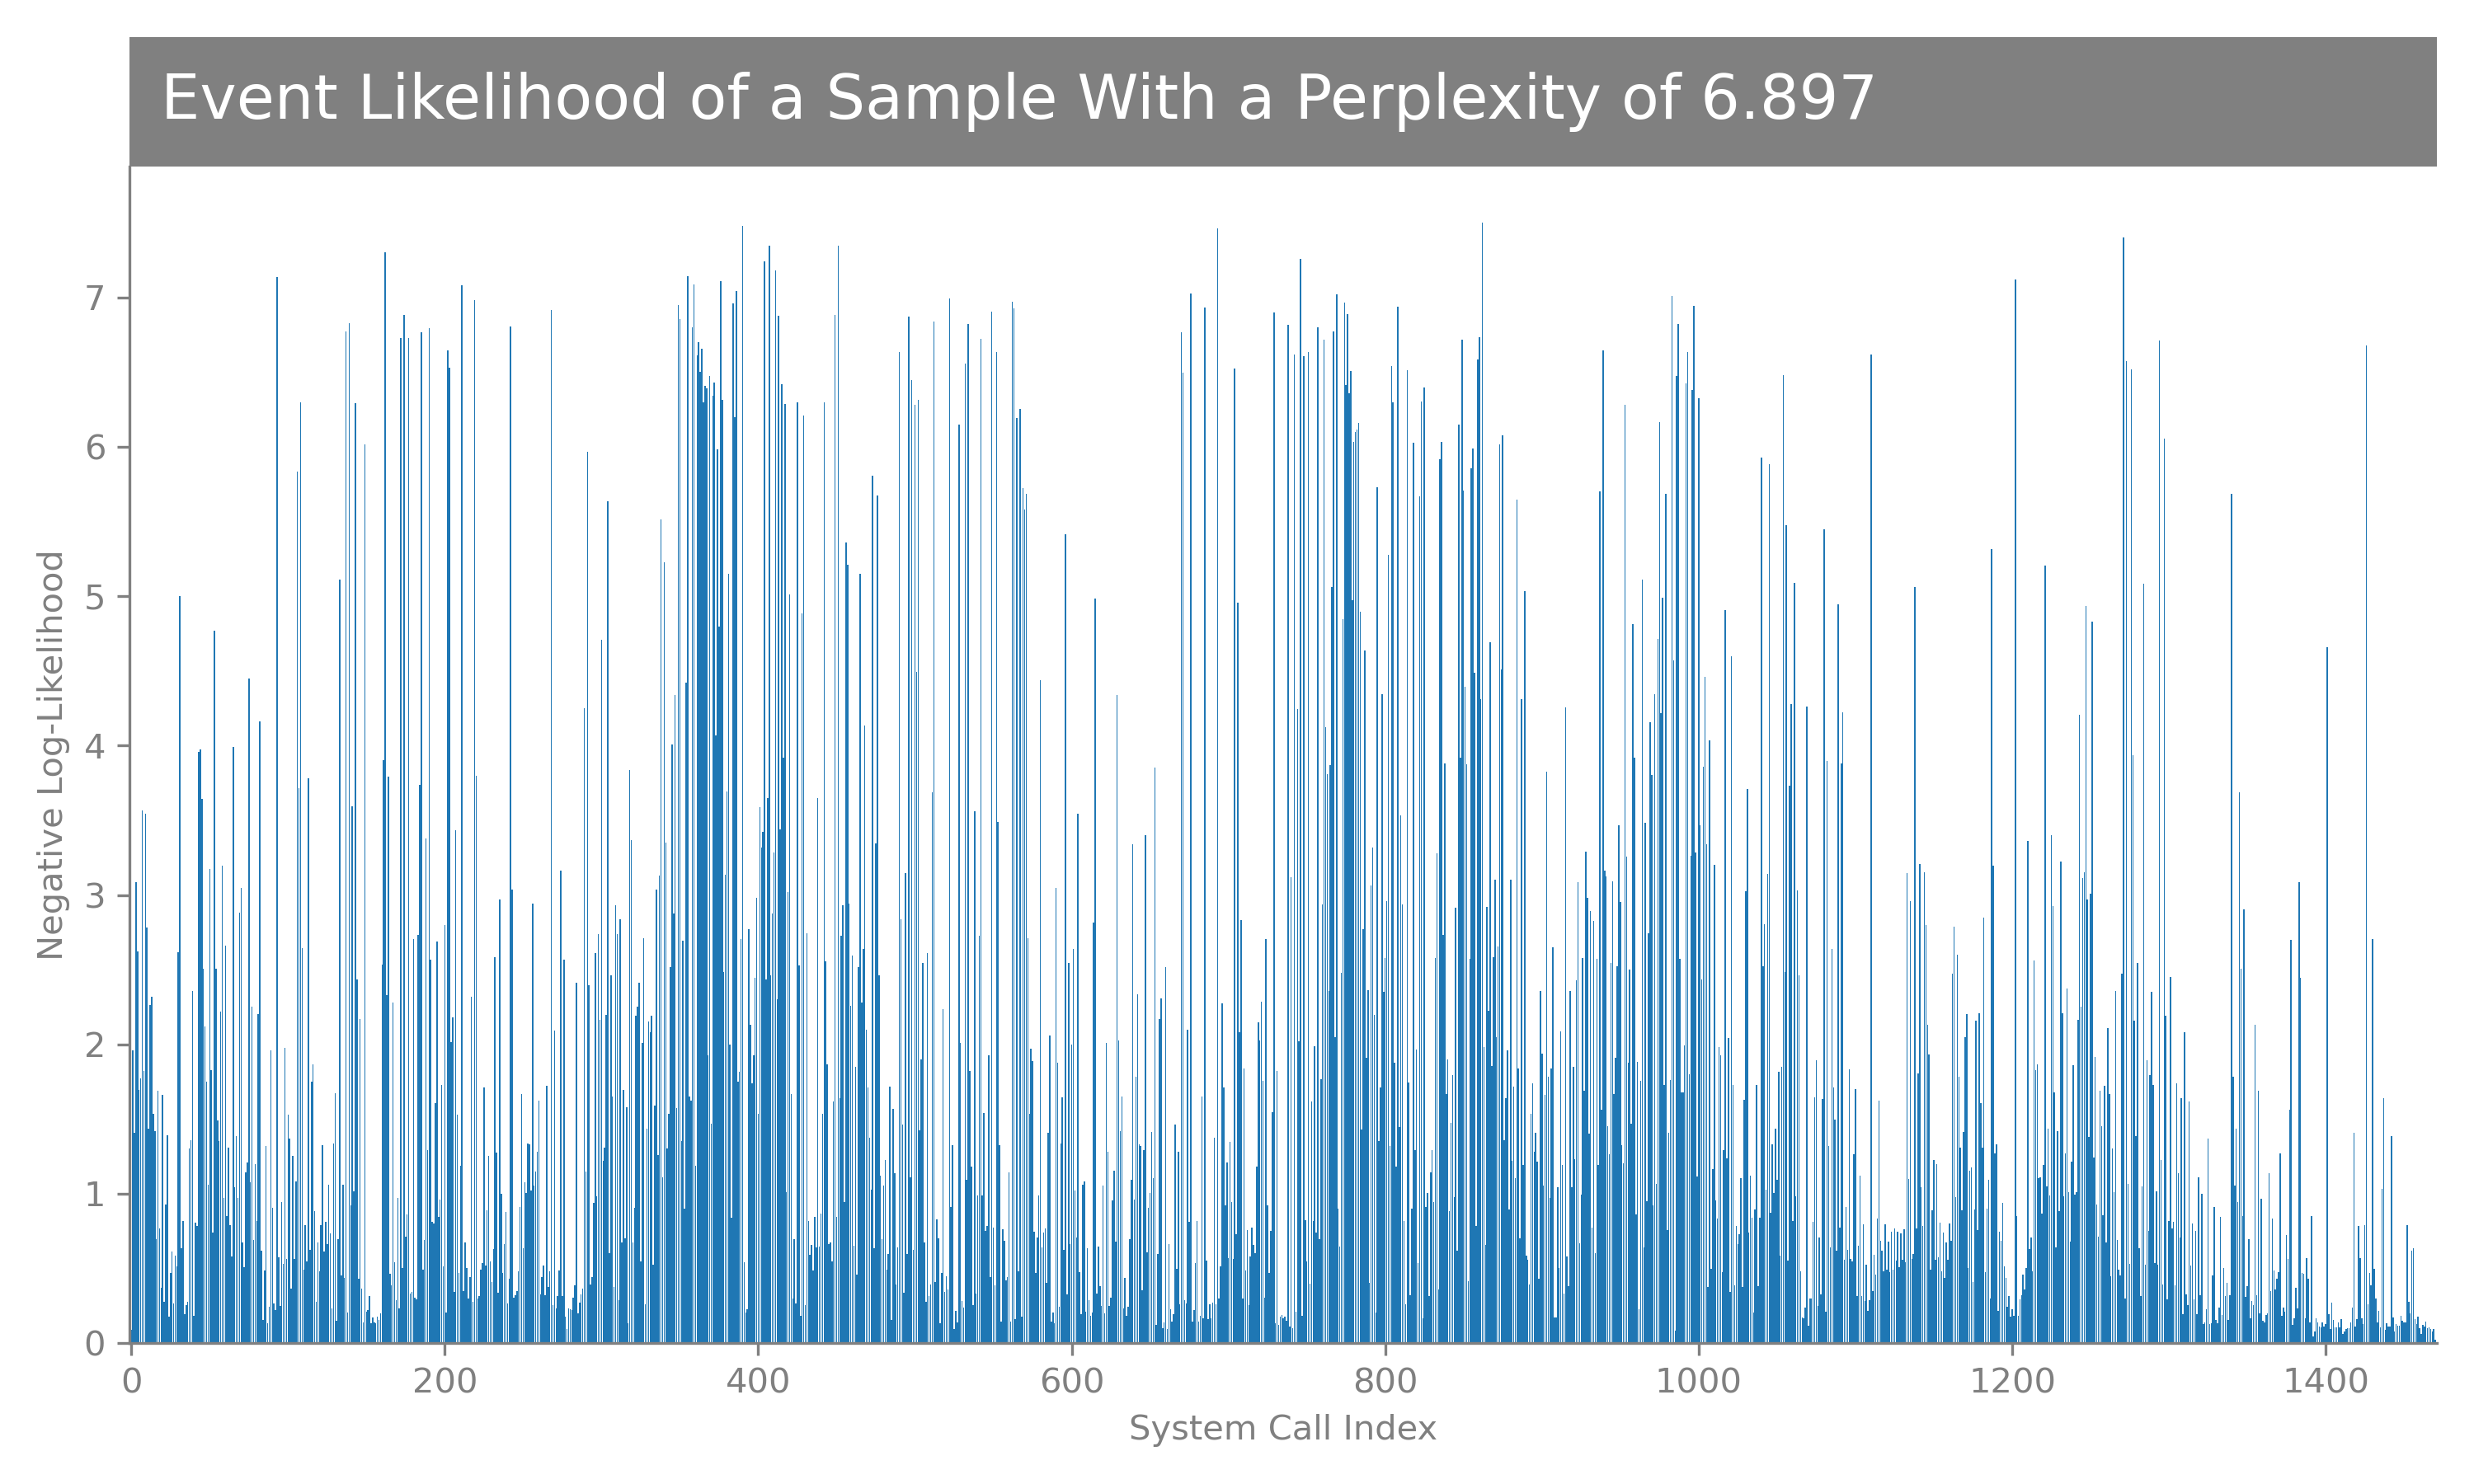 Event Likelihood of a Sample With a Perplexity of 6.897
7
6
5
4
3
2
1
0
Negative Log-Likelihood
0 200 400 600 800 1000 1200 1400
System Call Index